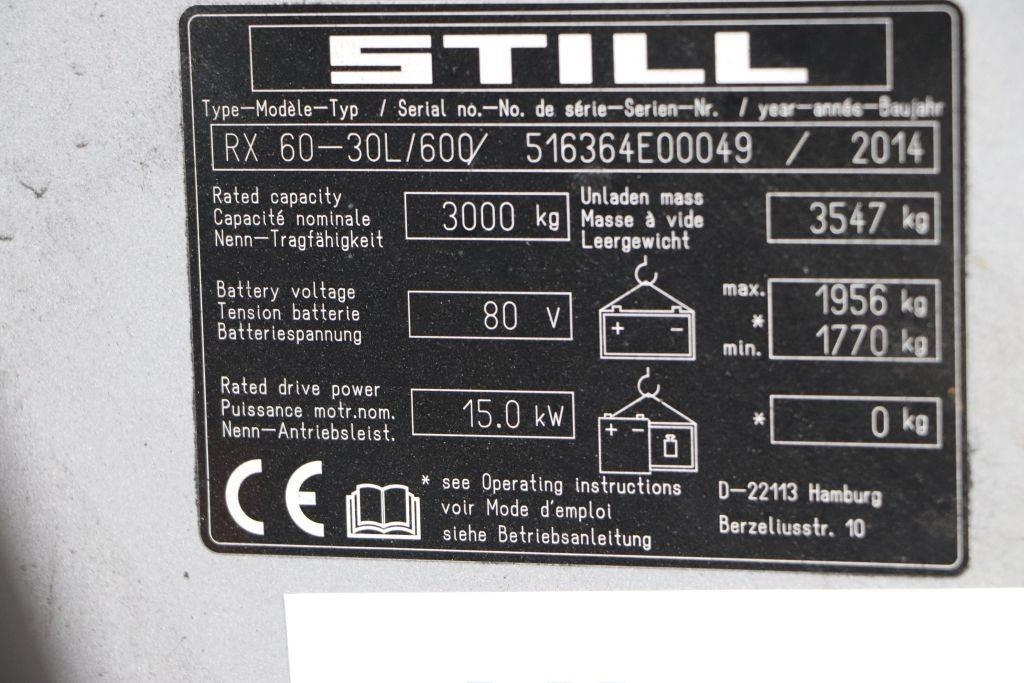 STILL
Type-Modèle-Typ / Serial no.-No. de série-Serien-Nr. / year-année-Baujahr
RX 60-30L/600/ 516364E00049 / 2014
Rated capacity
Capacité nominale
Nenn-Tragfähigkeit
3000 kg
Unladen mass
Masse à vide
Leergewicht
3547 kg
Battery voltage
Tension batterie
Batteriespannung
80 V
+ -
max. 1956 kg
*
min. 1770 kg
Rated drive power
Puissance motr.nom.
Nenn-Antriebsleist.
15.0 kW
+ -
* 0 kg
CE
* see Operating instructions
voir Mode d'emploi
siehe Betriebsanleitung
D-22113 Hamburg
Berzeliusstr. 10